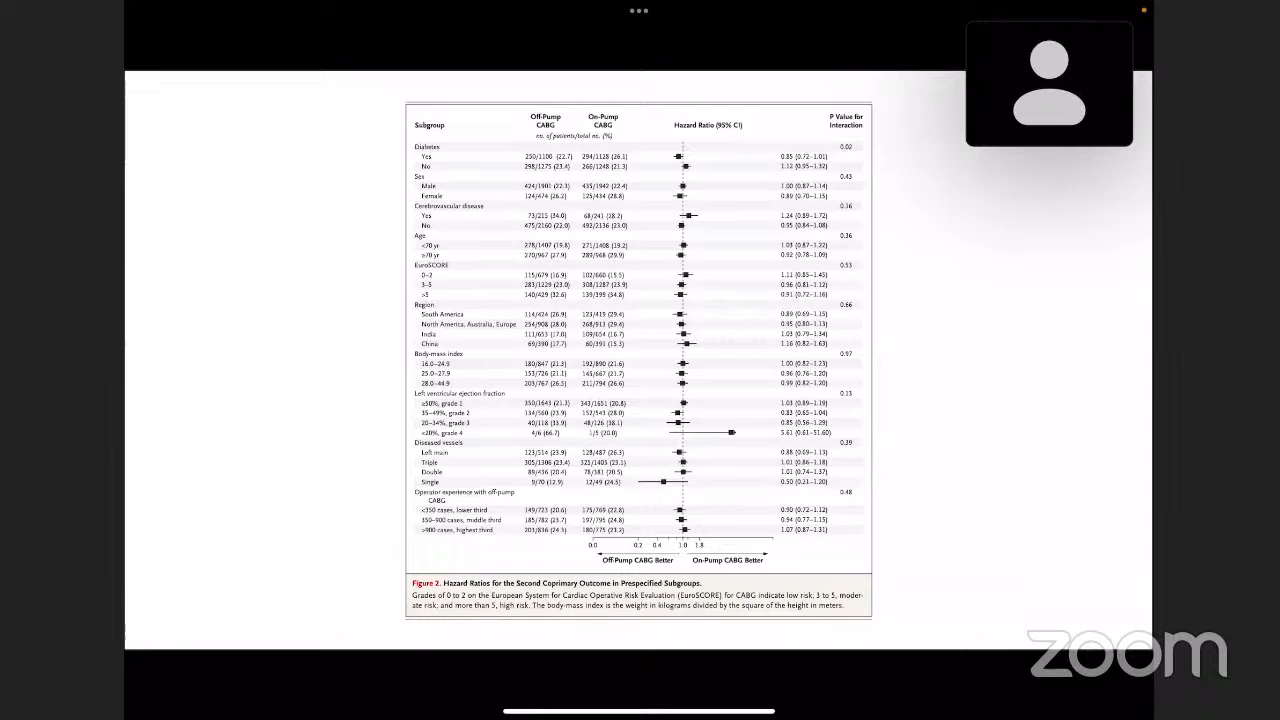 Subgroup Off-Pump CABG On-Pump CABG Hazard Ratio (95% CI) P Value for Interaction
no. of patients/total no. (%)
Diabetes 0.02
Yes 250/1100 (22.7) 294/1128 (26.1) 0.85 (0.72–1.01)
No 298/1275 (23.4) 266/1248 (21.3) 1.12 (0.95–1.32)
Sex 0.43
Male 424/1901 (22.3) 435/1942 (22.4) 1.00 (0.87–1.14)
Female 124/474 (26.2) 125/434 (28.8) 0.89 (0.70–1.15)
Cerebrovascular disease 0.16
Yes 73/215 (34.0) 68/241 (28.2) 1.24 (0.89–1.72)
No 475/2160 (22.0) 492/2136 (23.0) 0.95 (0.84–1.08)
Age 0.36
<70 yr 278/1407 (19.8) 271/1408 (19.2) 1.03 (0.87–1.22)
≥70 yr 270/967 (27.9) 289/968 (29.9) 0.92 (0.78–1.09)
EuroSCORE 0.53
0–2 115/679 (16.9) 102/660 (15.5) 1.11 (0.85–1.45)
3–5 283/1229 (23.0) 308/1287 (23.9) 0.96 (0.81–1.12)
>5 140/429 (32.6) 139/399 (34.8) 0.91 (0.72–1.16)
Region 0.66
South America 114/424 (26.9) 123/419 (29.4) 0.89 (0.69–1.15)
North America, Australia, Europe 254/908 (28.0) 268/913 (29.4) 0.95 (0.80–1.13)
India 111/653 (17.0) 109/654 (16.7) 1.03 (0.79–1.34)
China 69/390 (17.7) 60/391 (15.3) 1.16 (0.82–1.63)
Body-mass index 0.97
16.0–24.9 180/847 (21.3) 192/890 (21.6) 1.00 (0.82–1.23)
25.0–27.9 153/726 (21.1) 145/667 (21.7) 0.96 (0.76–1.20)
28.0–44.9 203/767 (26.5) 211/794 (26.6) 0.99 (0.82–1.20)
Left ventricular ejection fraction 0.13
≥50%, grade 1 350/1643 (21.3) 343/1651 (20.8) 1.03 (0.89–1.19)
35–49%, grade 2 134/560 (23.9) 152/543 (28.0) 0.83 (0.65–1.04)
20–34%, grade 3 40/118 (33.9) 48/126 (38.1) 0.85 (0.56–1.29)
<20%, grade 4 4/6 (66.7) 1/5 (20.0) 5.61 (0.61–51.60)
Diseased vessels 0.39
Left main 123/514 (23.9) 128/487 (26.3) 0.88 (0.69–1.13)
Triple 305/1306 (23.4) 325/1405 (23.1) 1.01 (0.86–1.18)
Double 89/436 (20.4) 78/381 (20.5) 1.01 (0.74–1.37)
Single 9/70 (12.9) 12/49 (24.5) 0.50 (0.21–1.20)
Operator experience with off-pump 0.48
CABG
<350 cases, lower third 149/723 (20.6) 175/769 (22.8) 0.90 (0.72–1.12)
350–900 cases, middle third 185/782 (23.7) 197/795 (24.8) 0.94 (0.77–1.15)
>900 cases, highest third 203/836 (24.3) 180/775 (23.2) 1.07 (0.87–1.31)
0.0 0.2 0.4 1.0 1.8
Off-Pump CABG Better On-Pump CABG Better
Figure 2. Hazard Ratios for the Second Coprimary Outcome in Prespecified Subgroups.
Grades of 0 to 2 on the European System for Cardiac Operative Risk Evaluation (EuroSCORE) for CABG indicate low risk; 3 to 5, moder-
ate risk; and more than 5, high risk. The body-mass index is the weight in kilograms divided by the square of the height in meters.
zoom